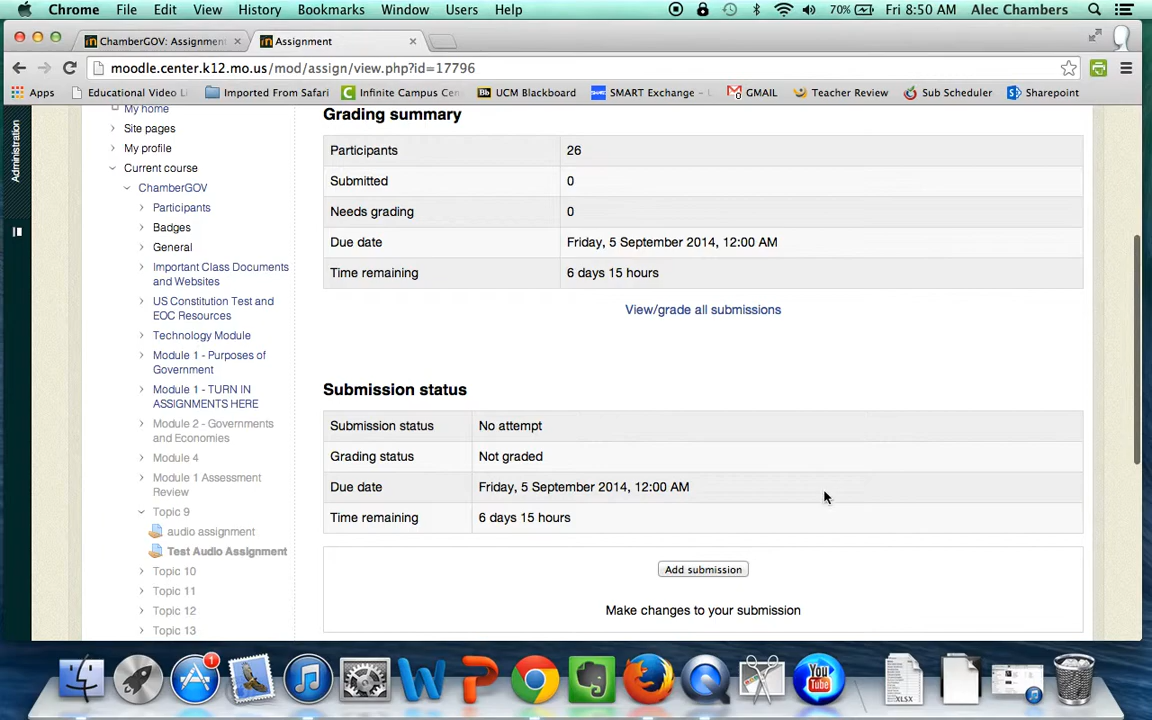 Chrome File Edit View History Bookmarks Window Users Help 70% Fri 8:50 AM Alec Chambers
ChamberGOV: Assignment Assignment
moodle.center.k12.mo.us/mod/assign/view.php?id=17796
Apps Educational Video Li Imported From Safari Infinite Campus Cen UCM Blackboard SMART Exchange - GMAIL Teacher Review Sub Scheduler Sharepoint
Administration
My home
Site pages
My profile
Current course
ChamberGOV
Participants
Badges
General
Important Class Documents
and Websites
US Constitution Test and
EOC Resources
Technology Module
Module 1 - Purposes of
Government
Module 1 - TURN IN
ASSIGNMENTS HERE
Module 2 - Governments
and Economies
Module 4
Module 1 Assessment
Review
Topic 9
audio assignment
Test Audio Assignment
Topic 10
Topic 11
Topic 12
Topic 13
Grading summary
Participants 26
Submitted 0
Needs grading 0
Due date Friday, 5 September 2014, 12:00 AM
Time remaining 6 days 15 hours
View/grade all submissions
Submission status
Submission status No attempt
Grading status Not graded
Due date Friday, 5 September 2014, 12:00 AM
Time remaining 6 days 15 hours
Add submission
Make changes to your submission
1
You
Tube
XLSX